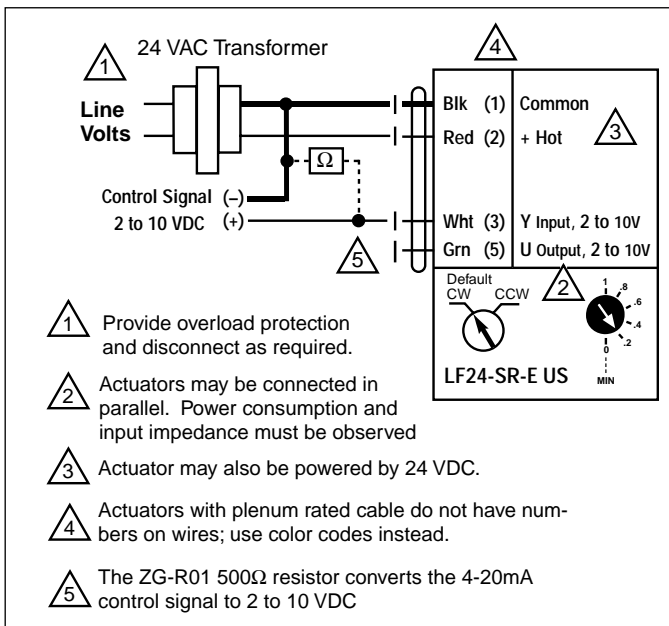 24 VAC Transformer
1
4
Line
Volts
Blk (1) Common
Red (2) + Hot
3
Ω
Control Signal (–)
2 to 10 VDC (+)
Wht (3) Y Input, 2 to 10V
Grn (5) U Output, 2 to 10V
5
2
Default
CW CCW
1
.8
.6
.4
.2
0
MIN
LF24-SR-E US
1 Provide overload protection
and disconnect as required.
2 Actuators may be connected in
parallel. Power consumption and
input impedance must be observed
3 Actuator may also be powered by 24 VDC.
4 Actuators with plenum rated cable do not have num-
bers on wires; use color codes instead.
5 The ZG-R01 500Ω resistor converts the 4-20mA
control signal to 2 to 10 VDC